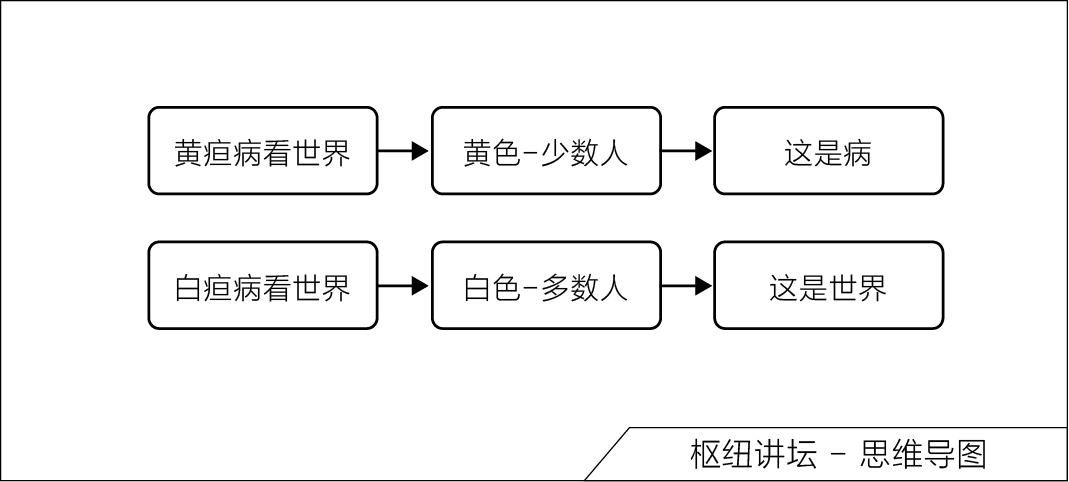 黄疸病看世界
黄色-少数人
这是病
白疸病看世界
白色-多数人
这是世界
枢纽讲坛 - 思维导图